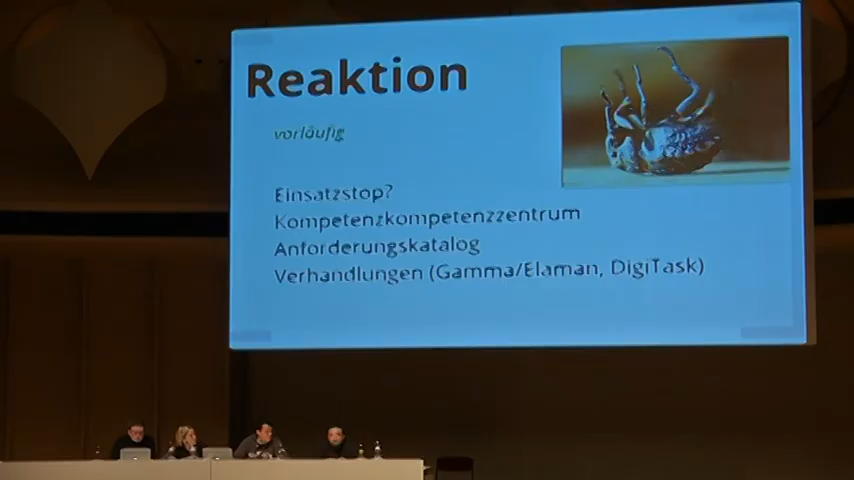 Reaktion
vorläufig
Einsatzstop?
Kompetenzkompetenzzentrum
Anforderungskatalog
Verhandlungen (Gamma/Elaman, DigiTask)